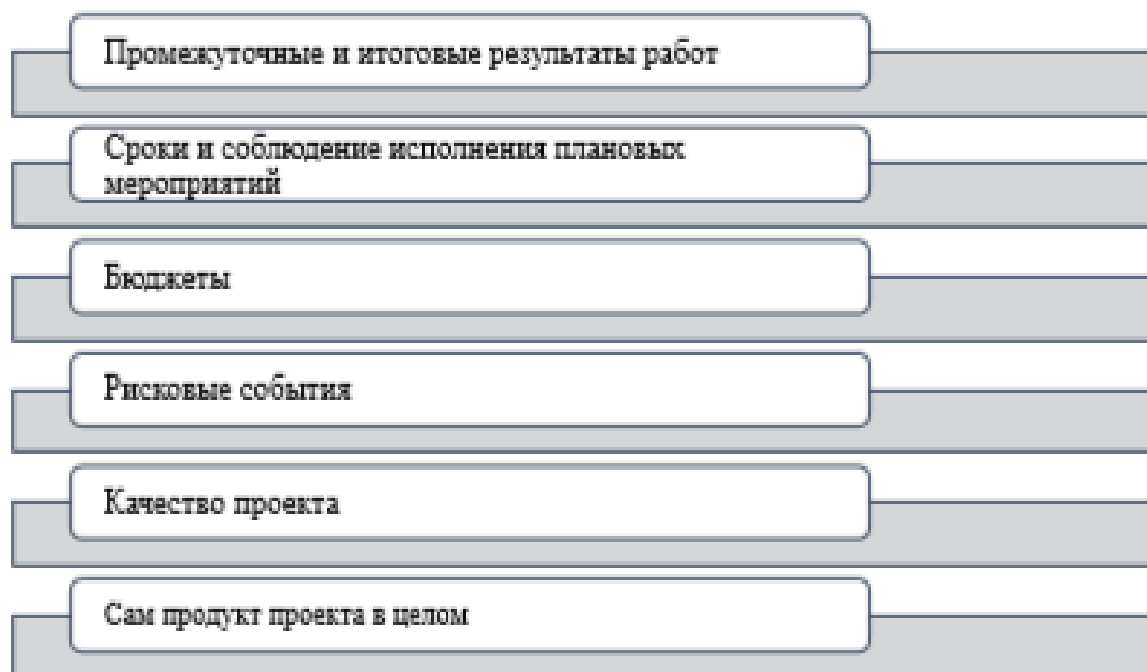 Промежуточные и итоговые результаты работ
Сроки и соблюдение исполнения плановых
мероприятий
Бюджеты
Рисковые события
Качество проекта
Сам продукт проекта в целом